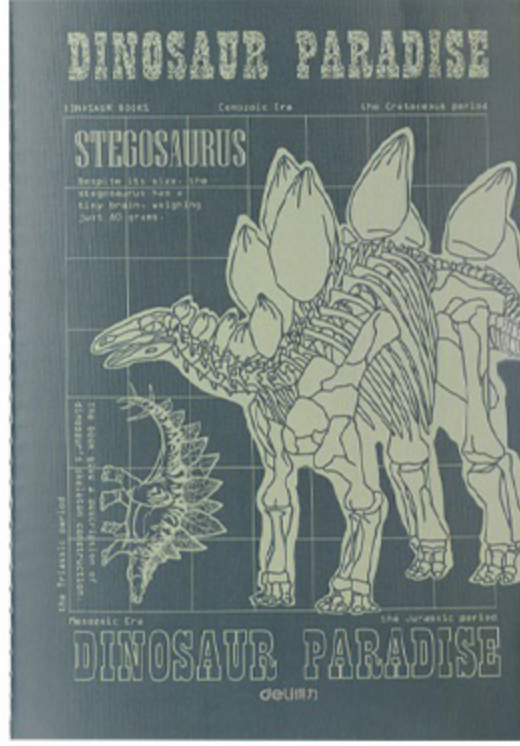 DINOSAUR PARADISE
DINOSAUR BOOKS Cenozoic Era the Cretaceous period
STEGOSAURUS
Despite its size, the
stegosaurus has a
tiny brain, weighing
just 80 grams.
The book give a description of
dinosaur's skeleton construction
the Triassic period
Mesozoic Era the Jurassic period
DINOSAUR PARADISE
deli得力